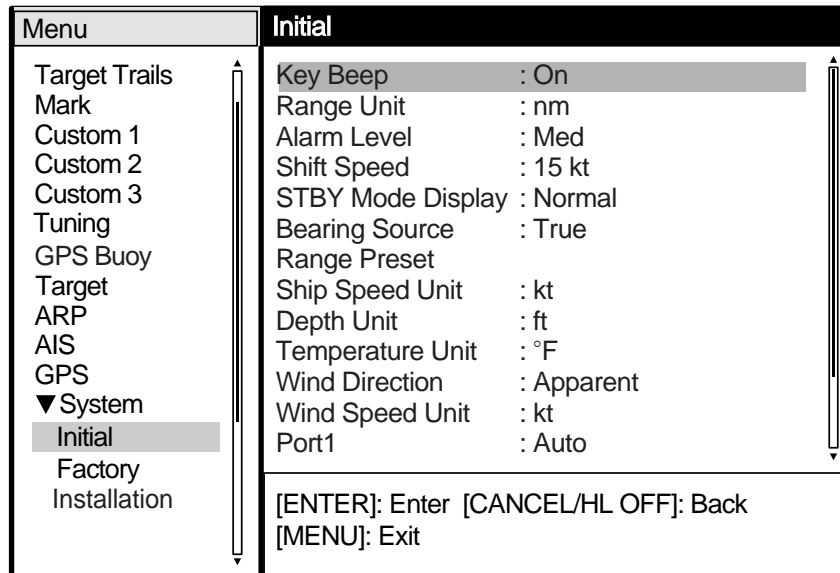 Menu
Target Trails
Mark
Custom 1
Custom 2
Custom 3
Tuning
GPS Buoy
Target
ARP
AIS
GPS
▼System
Initial
Factory
Installation
Initial
Key Beep : On
Range Unit : nm
Alarm Level : Med
Shift Speed : 15 kt
STBY Mode Display : Normal
Bearing Source : True
Range Preset
Ship Speed Unit : kt
Depth Unit : ft
Temperature Unit : °F
Wind Direction : Apparent
Wind Speed Unit : kt
Port1 : Auto
[ENTER]: Enter [CANCEL/HL OFF]: Back
[MENU]: Exit